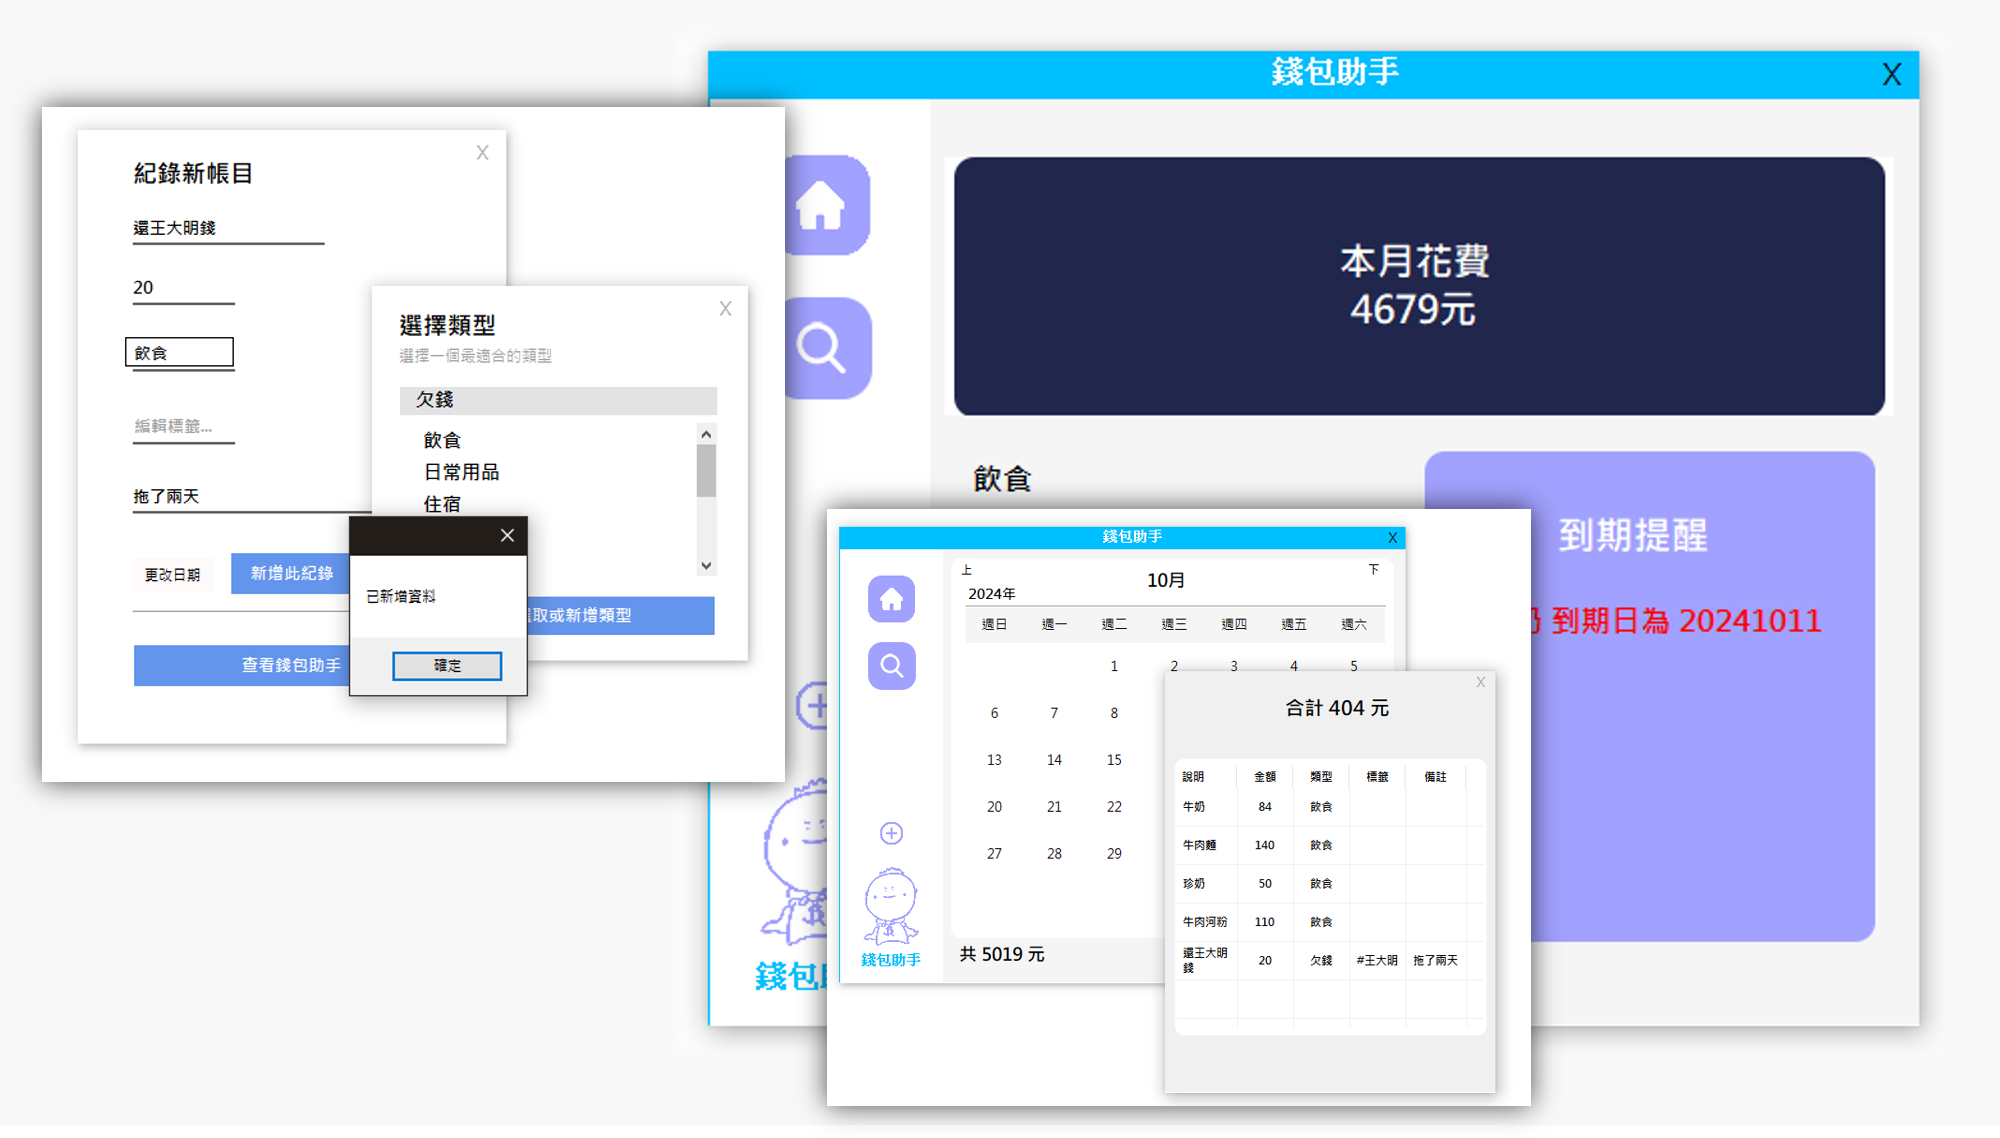 錢包助手
X
本月花費
4679元
飲食
到期提醒
到期日為 20241011
錢包
紀錄新帳目
X
還王大明錢
20
飲食
編輯標籤...
拖了兩天
更改日期
新增此紀錄
查看錢包助手
選擇類型
X
選擇一個最適合的類型
欠錢
飲食
日常用品
住宿
取或新增類型
已新增資料
確定
錢包助手
X
上
10月
下
2024年
週日 週一 週二 週三 週四 週五 週六
1 2 3 4 5
6 7 8
13 14 15
20 21 22
27 28 29
共 5019 元
錢包助手
X
合計 404 元
說明 金額 類型 標籤 備註
牛奶 84 飲食
牛肉麵 140 飲食
珍奶 50 飲食
牛肉河粉 110 飲食
還王大明錢 20 欠錢 #王大明 拖了兩天